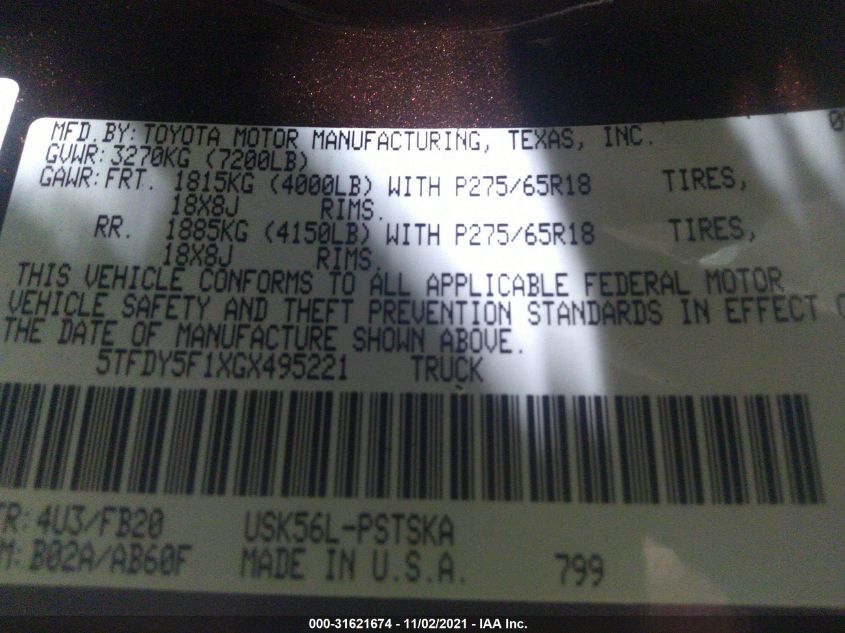 MFD. BY: TOYOTA MOTOR MANUFACTURING, TEXAS, INC.
GVWR: 3270KG (7200LB)
GAWR: FRT. 1815KG (4000LB) WITH P275/65R18 TIRES,
18X8J RIMS.
RR. 1885KG (4150LB) WITH P275/65R18 TIRES,
18X8J RIMS.
THIS VEHICLE CONFORMS TO ALL APPLICABLE FEDERAL MOTOR
VEHICLE SAFETY AND THEFT PREVENTION STANDARDS IN EFFECT
THE DATE OF MANUFACTURE SHOWN ABOVE.
5TFDY5F1XGX495221 TRUCK
R: 4U3/FB20 USK56L-PSTSKA
M: B02A/AB60F MADE IN U.S.A. 799
000-31621674 - 11/02/2021 - IAA Inc.